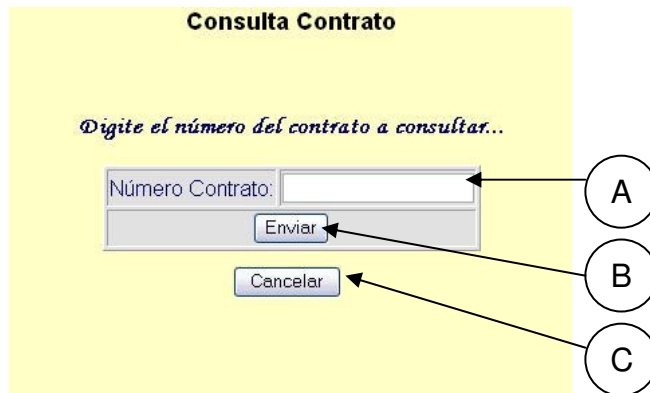 Consulta Contrato
Digite el número del contrato a consultar...
Número Contrato:
A
Enviar
B
Cancelar
C